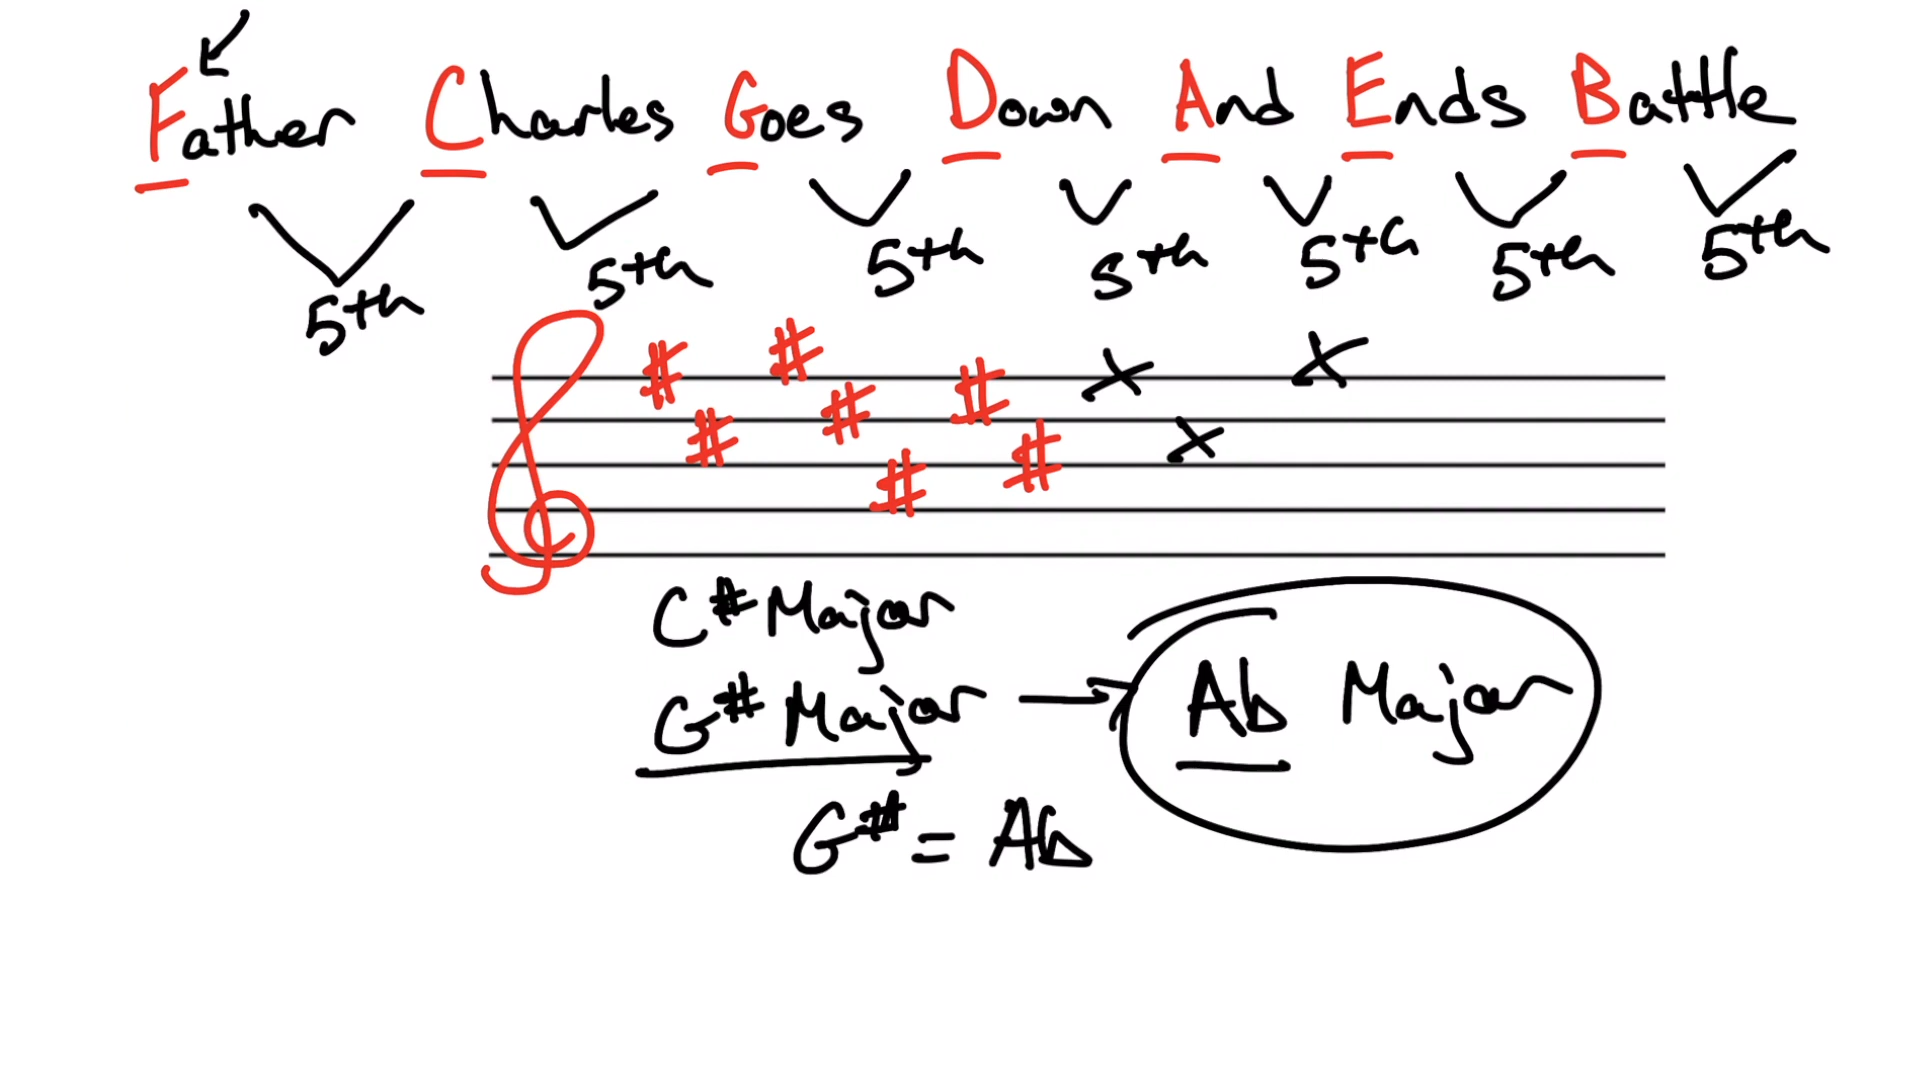 Father Charles Goes Down And Ends Battle
5th 5th 5th 5th 5th 5th 5th
# # # # # # # x x x
C# Major
G# Major → Ab Major
G# = Ab